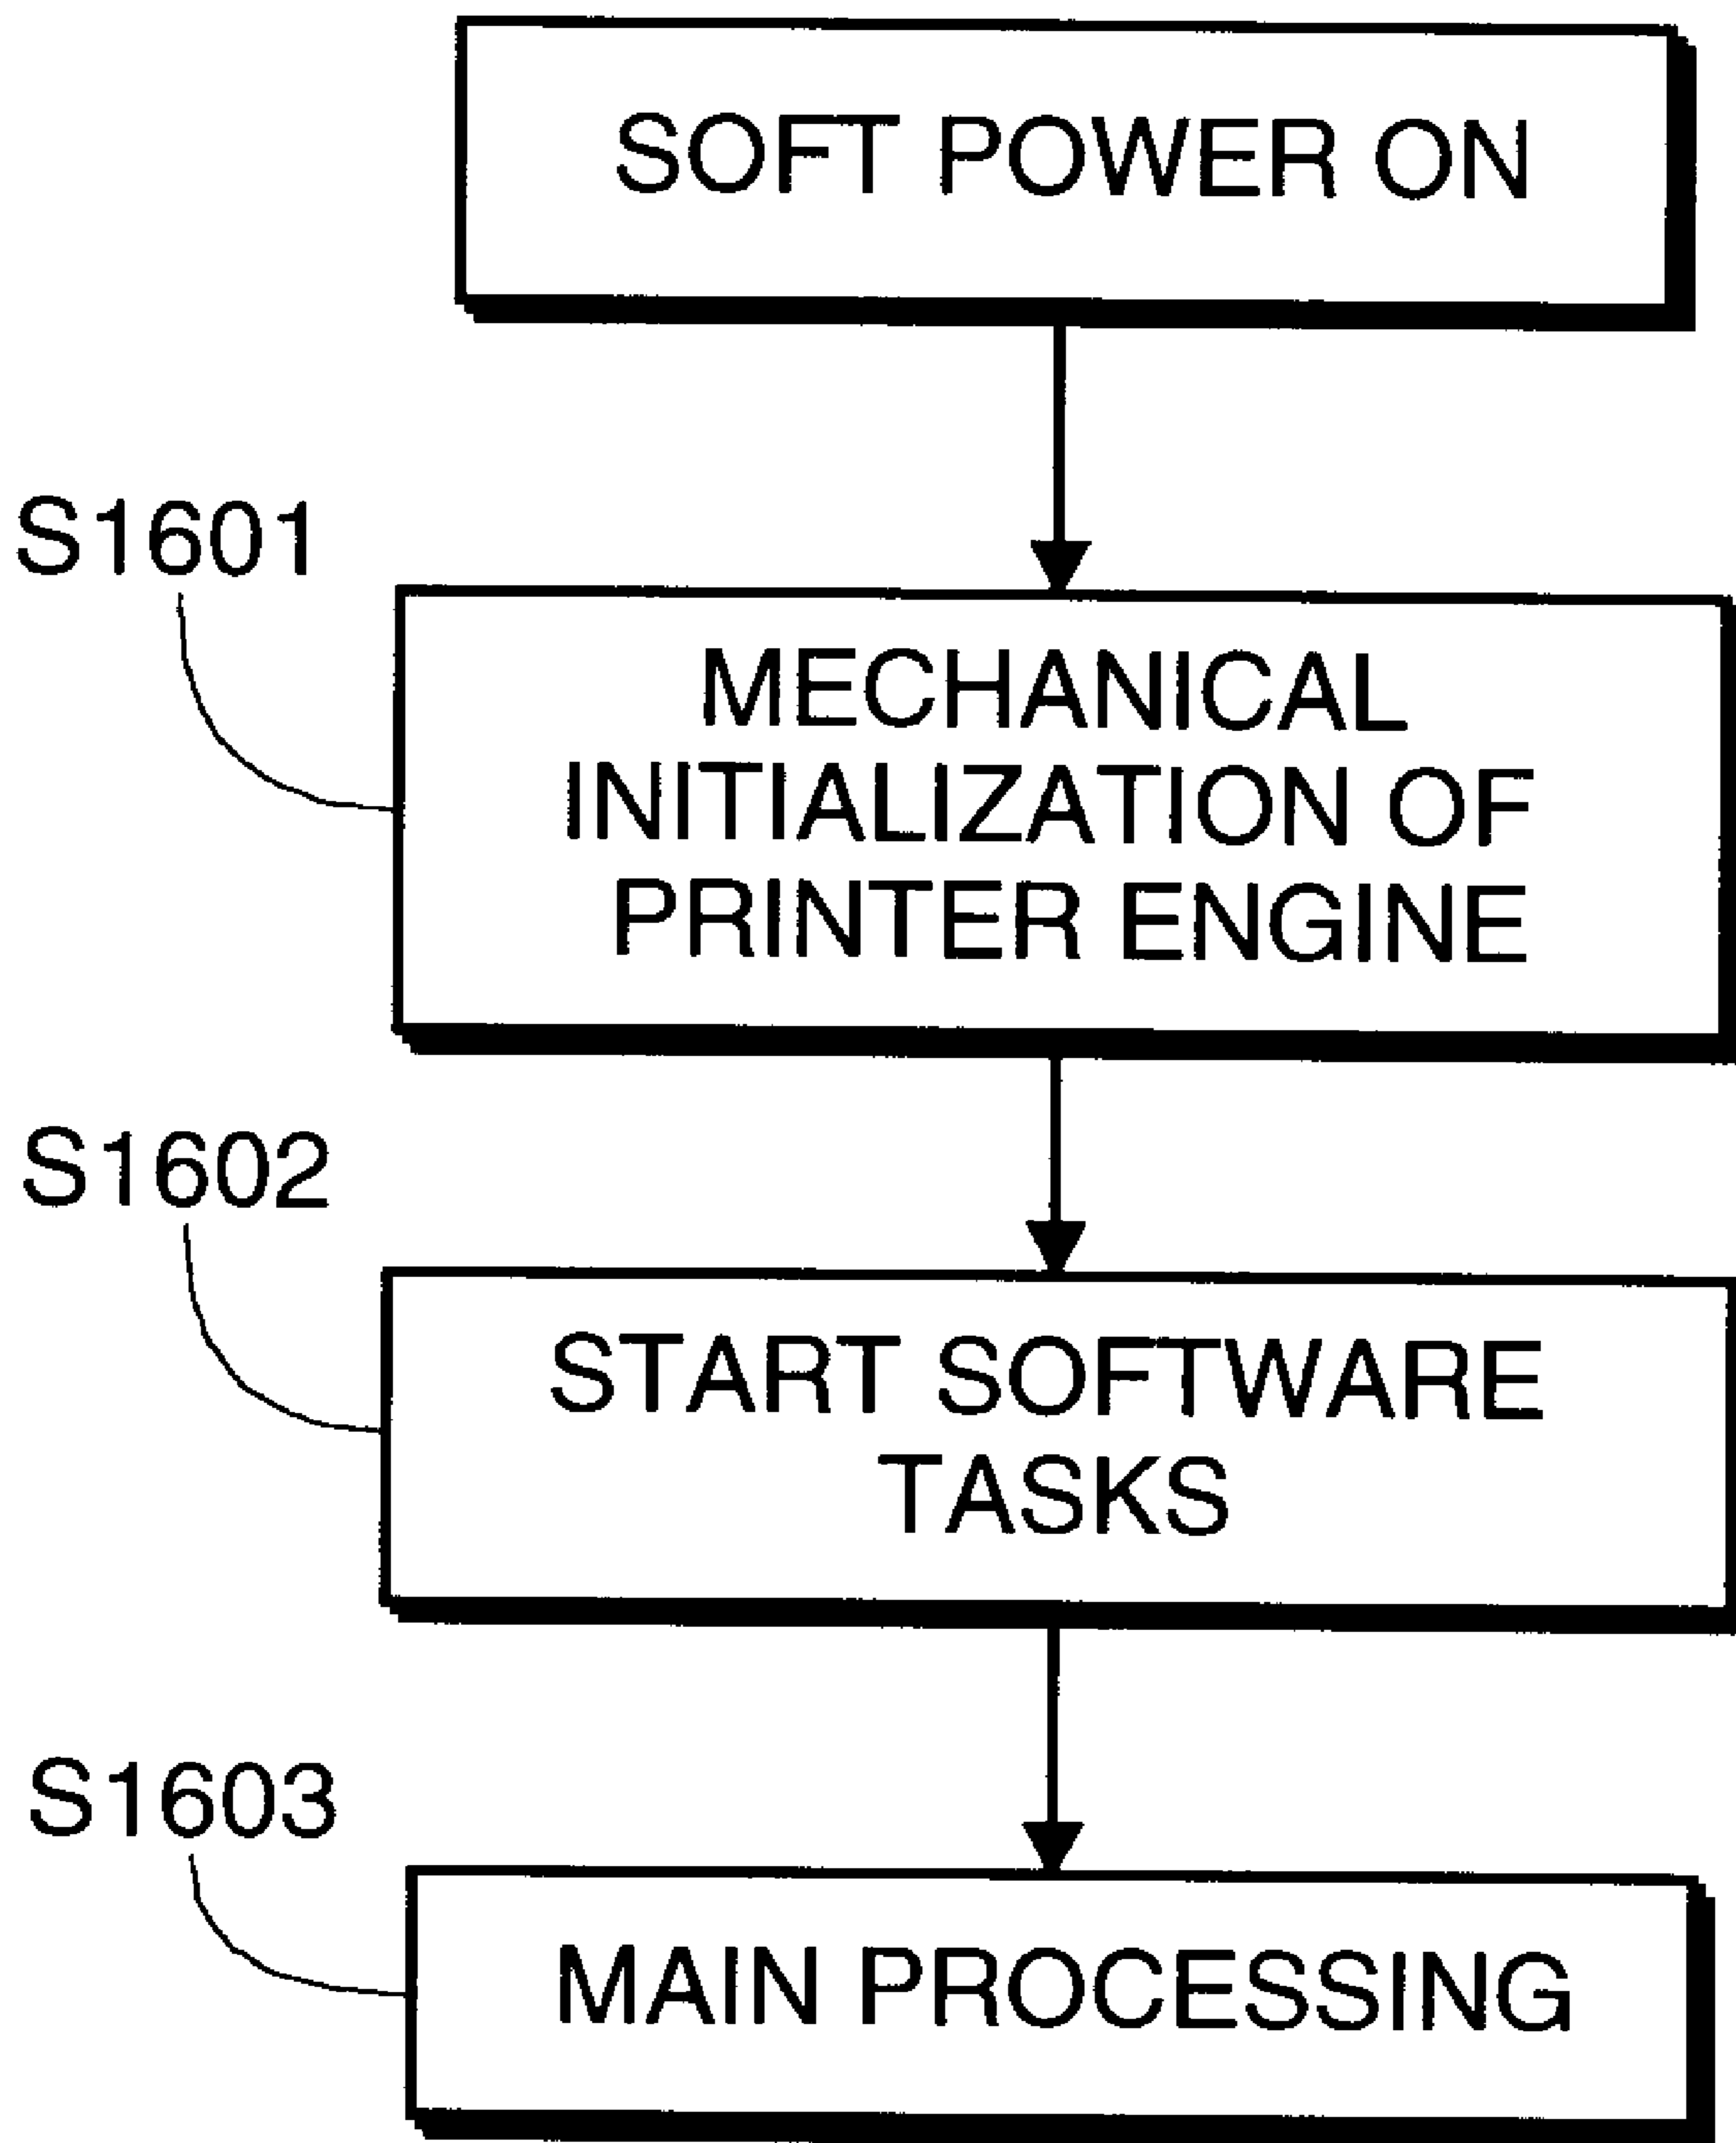 SOFT POWER ON
S1601
MECHANICAL
INITIALIZATION OF
PRINTER ENGINE
S1602
START SOFTWARE
TASKS
S1603
MAIN PROCESSING